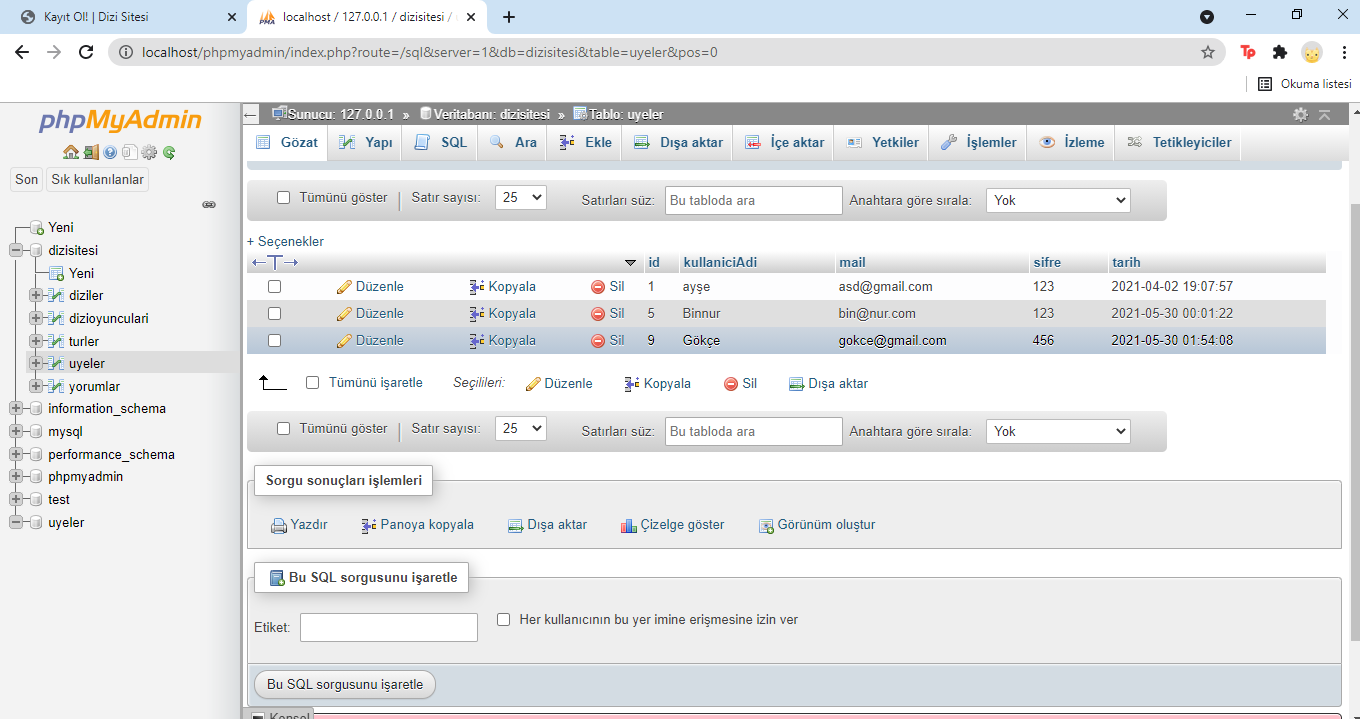 Kayıt Ol! | Dizi Sitesi
localhost / 127.0.0.1 / dizisitesi /
localhost/phpmyadmin/index.php?route=/sql&server=1&db=dizisitesi&table=uyeler&pos=0
Okuma listesi
phpMyAdmin
Son
Sık kullanılanlar
Yeni
dizisitesi
Yeni
diziler
dizioyunculari
turler
uyeler
yorumlar
information_schema
mysql
performance_schema
phpmyadmin
test
uyeler
Sunucu: 127.0.0.1 » Veritabanı: dizisitesi » Tablo: uyeler
Gözat Yapı SQL Ara Ekle Dışa aktar İçe aktar Yetkiler İşlemler İzleme Tetikleyiciler
Tümünü göster Satır sayısı: 25 Satırları süz: Bu tabloda ara Anahtara göre sırala: Yok
+ Seçenekler
id kullaniciAdi mail sifre tarih
Düzenle Kopyala Sil 1 ayşe asd@gmail.com 123 2021-04-02 19:07:57
Düzenle Kopyala Sil 5 Binnur bin@nur.com 123 2021-05-30 00:01:22
Düzenle Kopyala Sil 9 Gökçe gokce@gmail.com 456 2021-05-30 01:54:08
Tümünü işaretle Seçilileri: Düzenle Kopyala Sil Dışa aktar
Tümünü göster Satır sayısı: 25 Satırları süz: Bu tabloda ara Anahtara göre sırala: Yok
Sorgu sonuçları işlemleri
Yazdır Panoya kopyala Dışa aktar Çizelge göster Görünüm oluştur
Bu SQL sorgusunu işaretle
Etiket: Her kullanıcının bu yer imine erişmesine izin ver
Bu SQL sorgusunu işaretle
Konsol